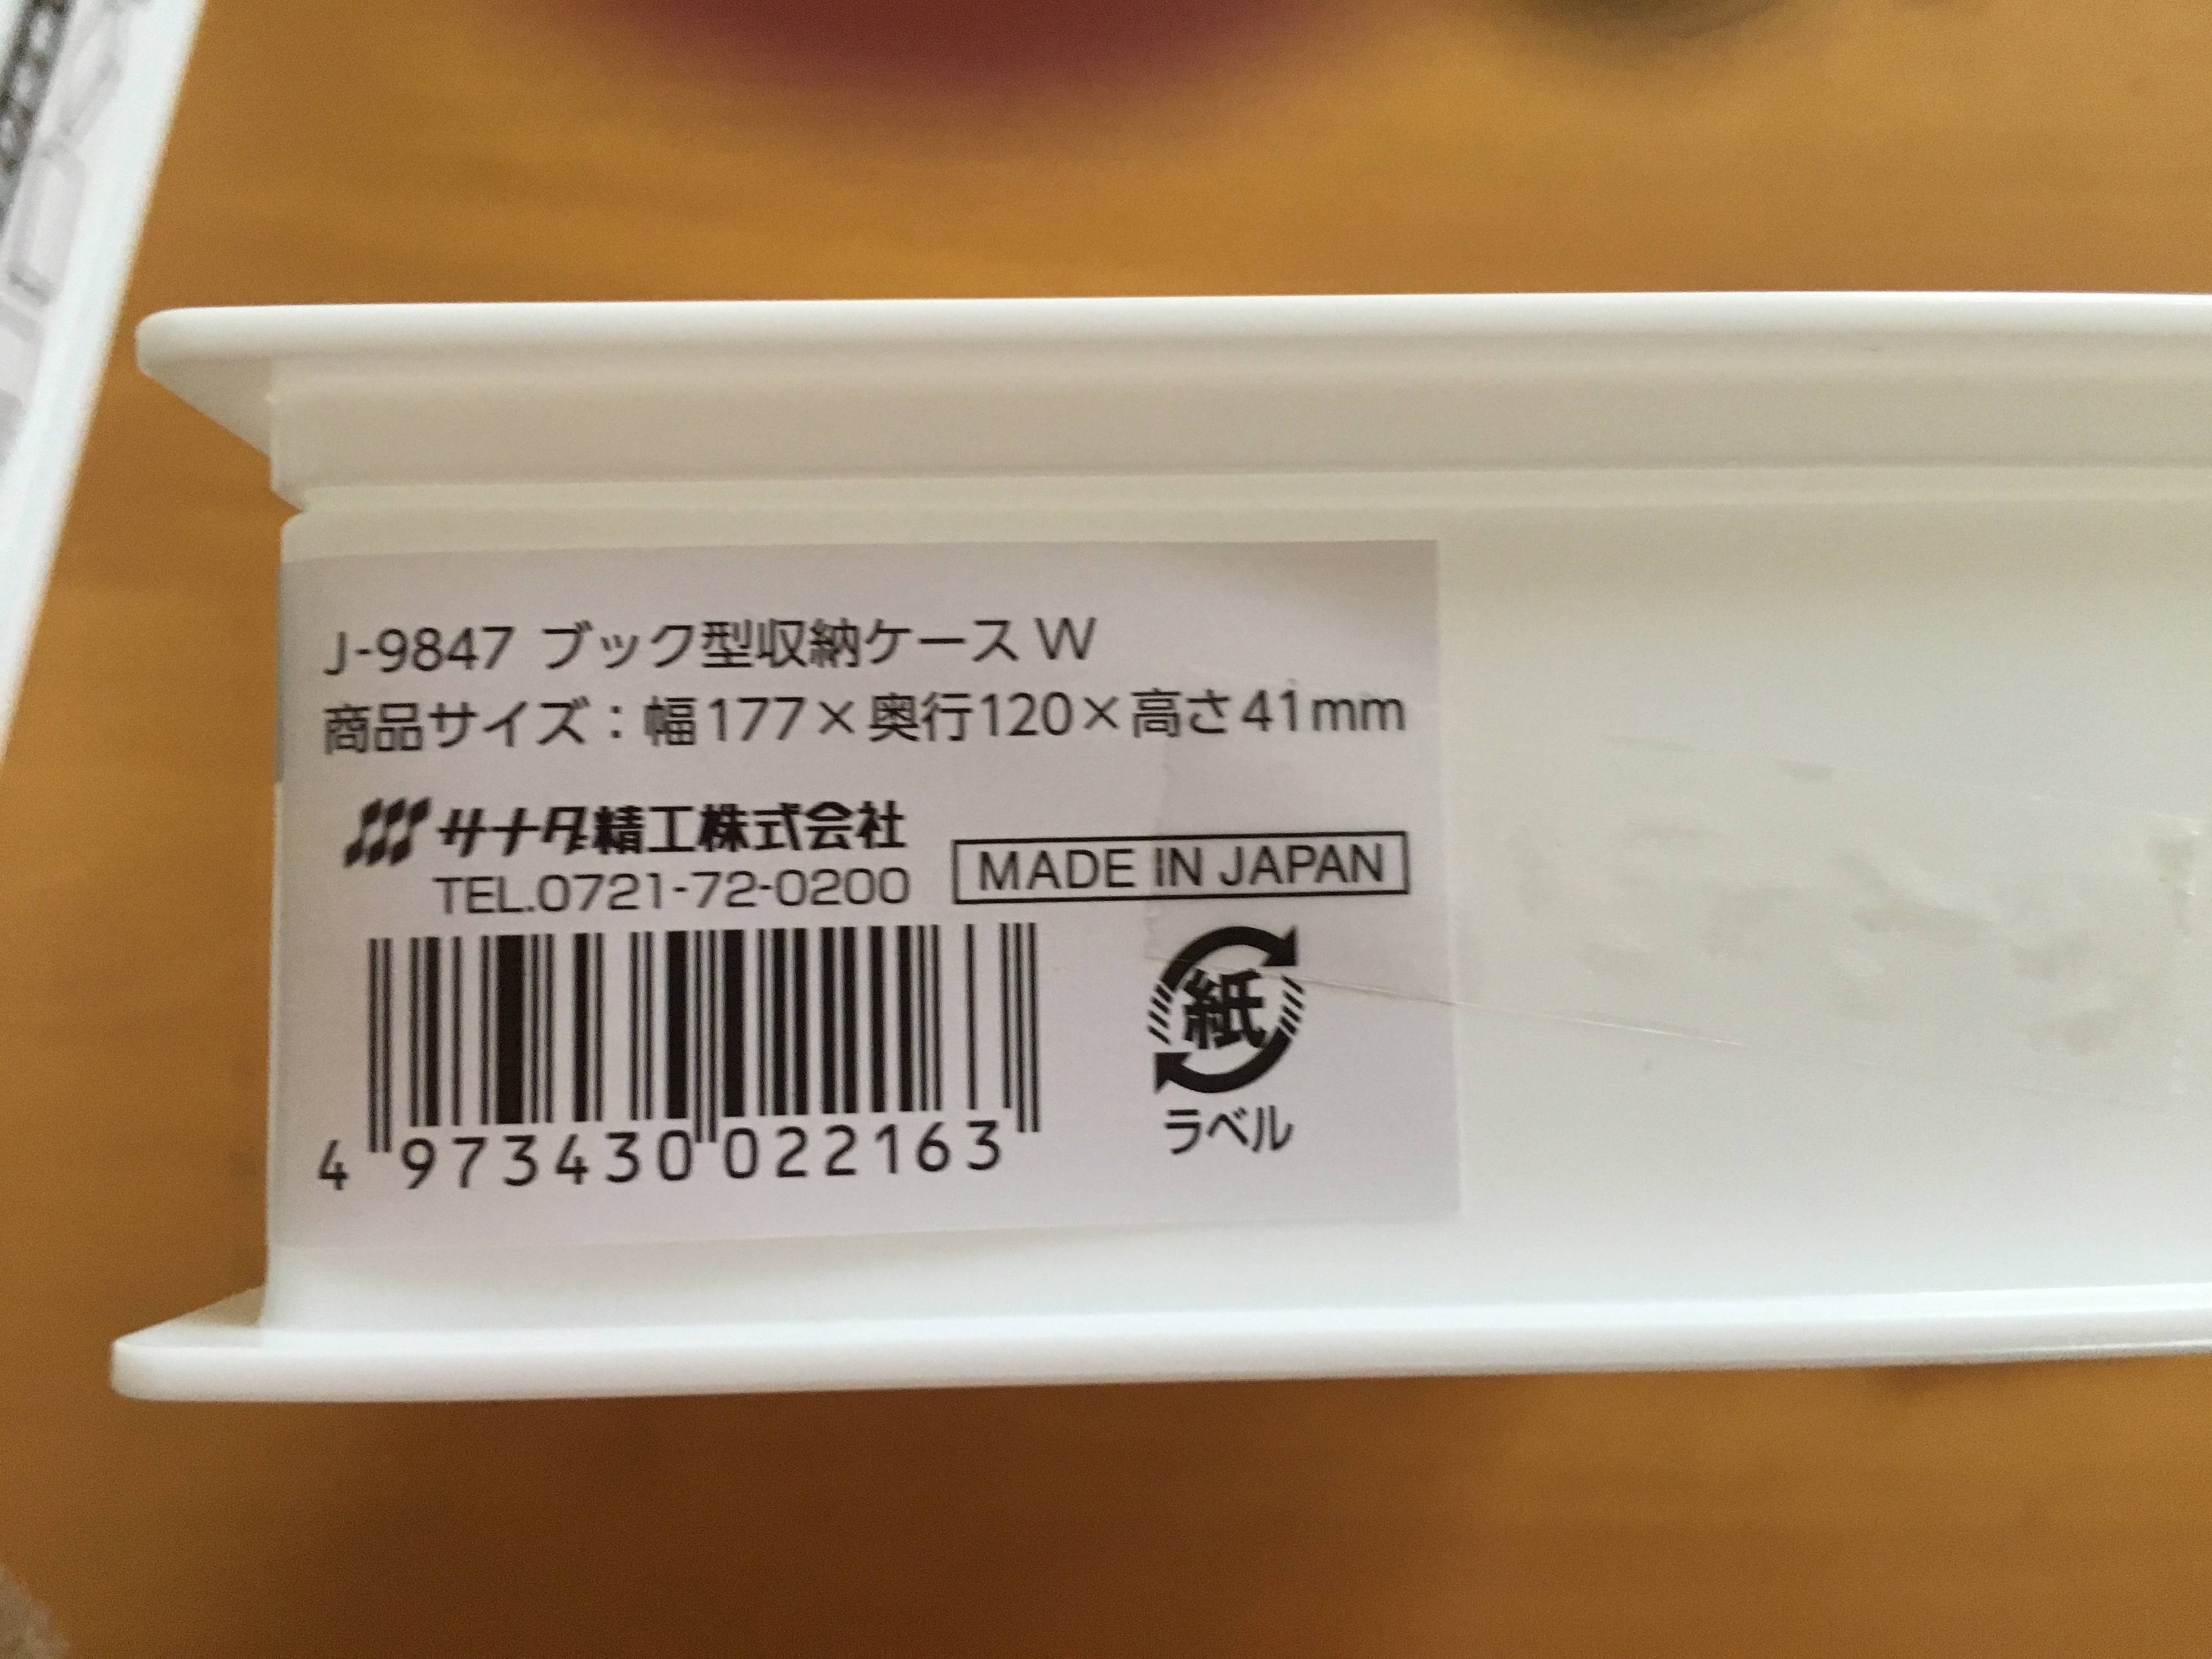 J-9847 ブック型収納ケース W
商品サイズ：幅177×奥行120×高さ41mm
サナダ精工株式会社
TEL.0721-72-0200
MADE IN JAPAN
4 973430 022163
紙
ラベル